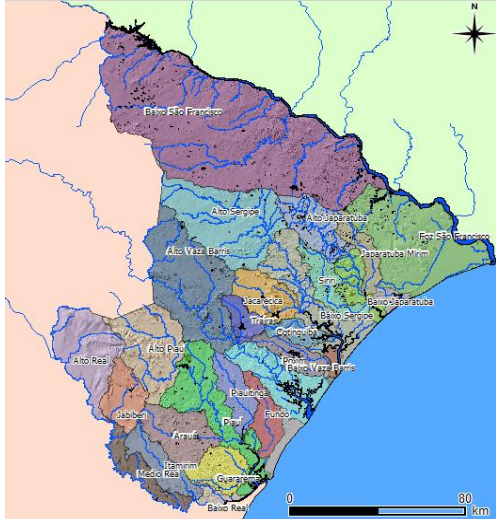 N
Baixo São Francisco
Alto Sergipe
Alto Japaratuba
Foz São Francisco
Alto Vaza Barris
Japaratuba Mirim
Siriri
Jacarecica
Baixo Japaratuba
Traíras
Baixo Sergipe
Cotinguiba
Alto Piauí
Poxim
Alto Real
Baixo Vaza Barris
Piauitinga
Jabiberi
Fundo
Piauí
Arauá
Itamirim
Médio Real
Guararema
Baixo Real
0
80
km